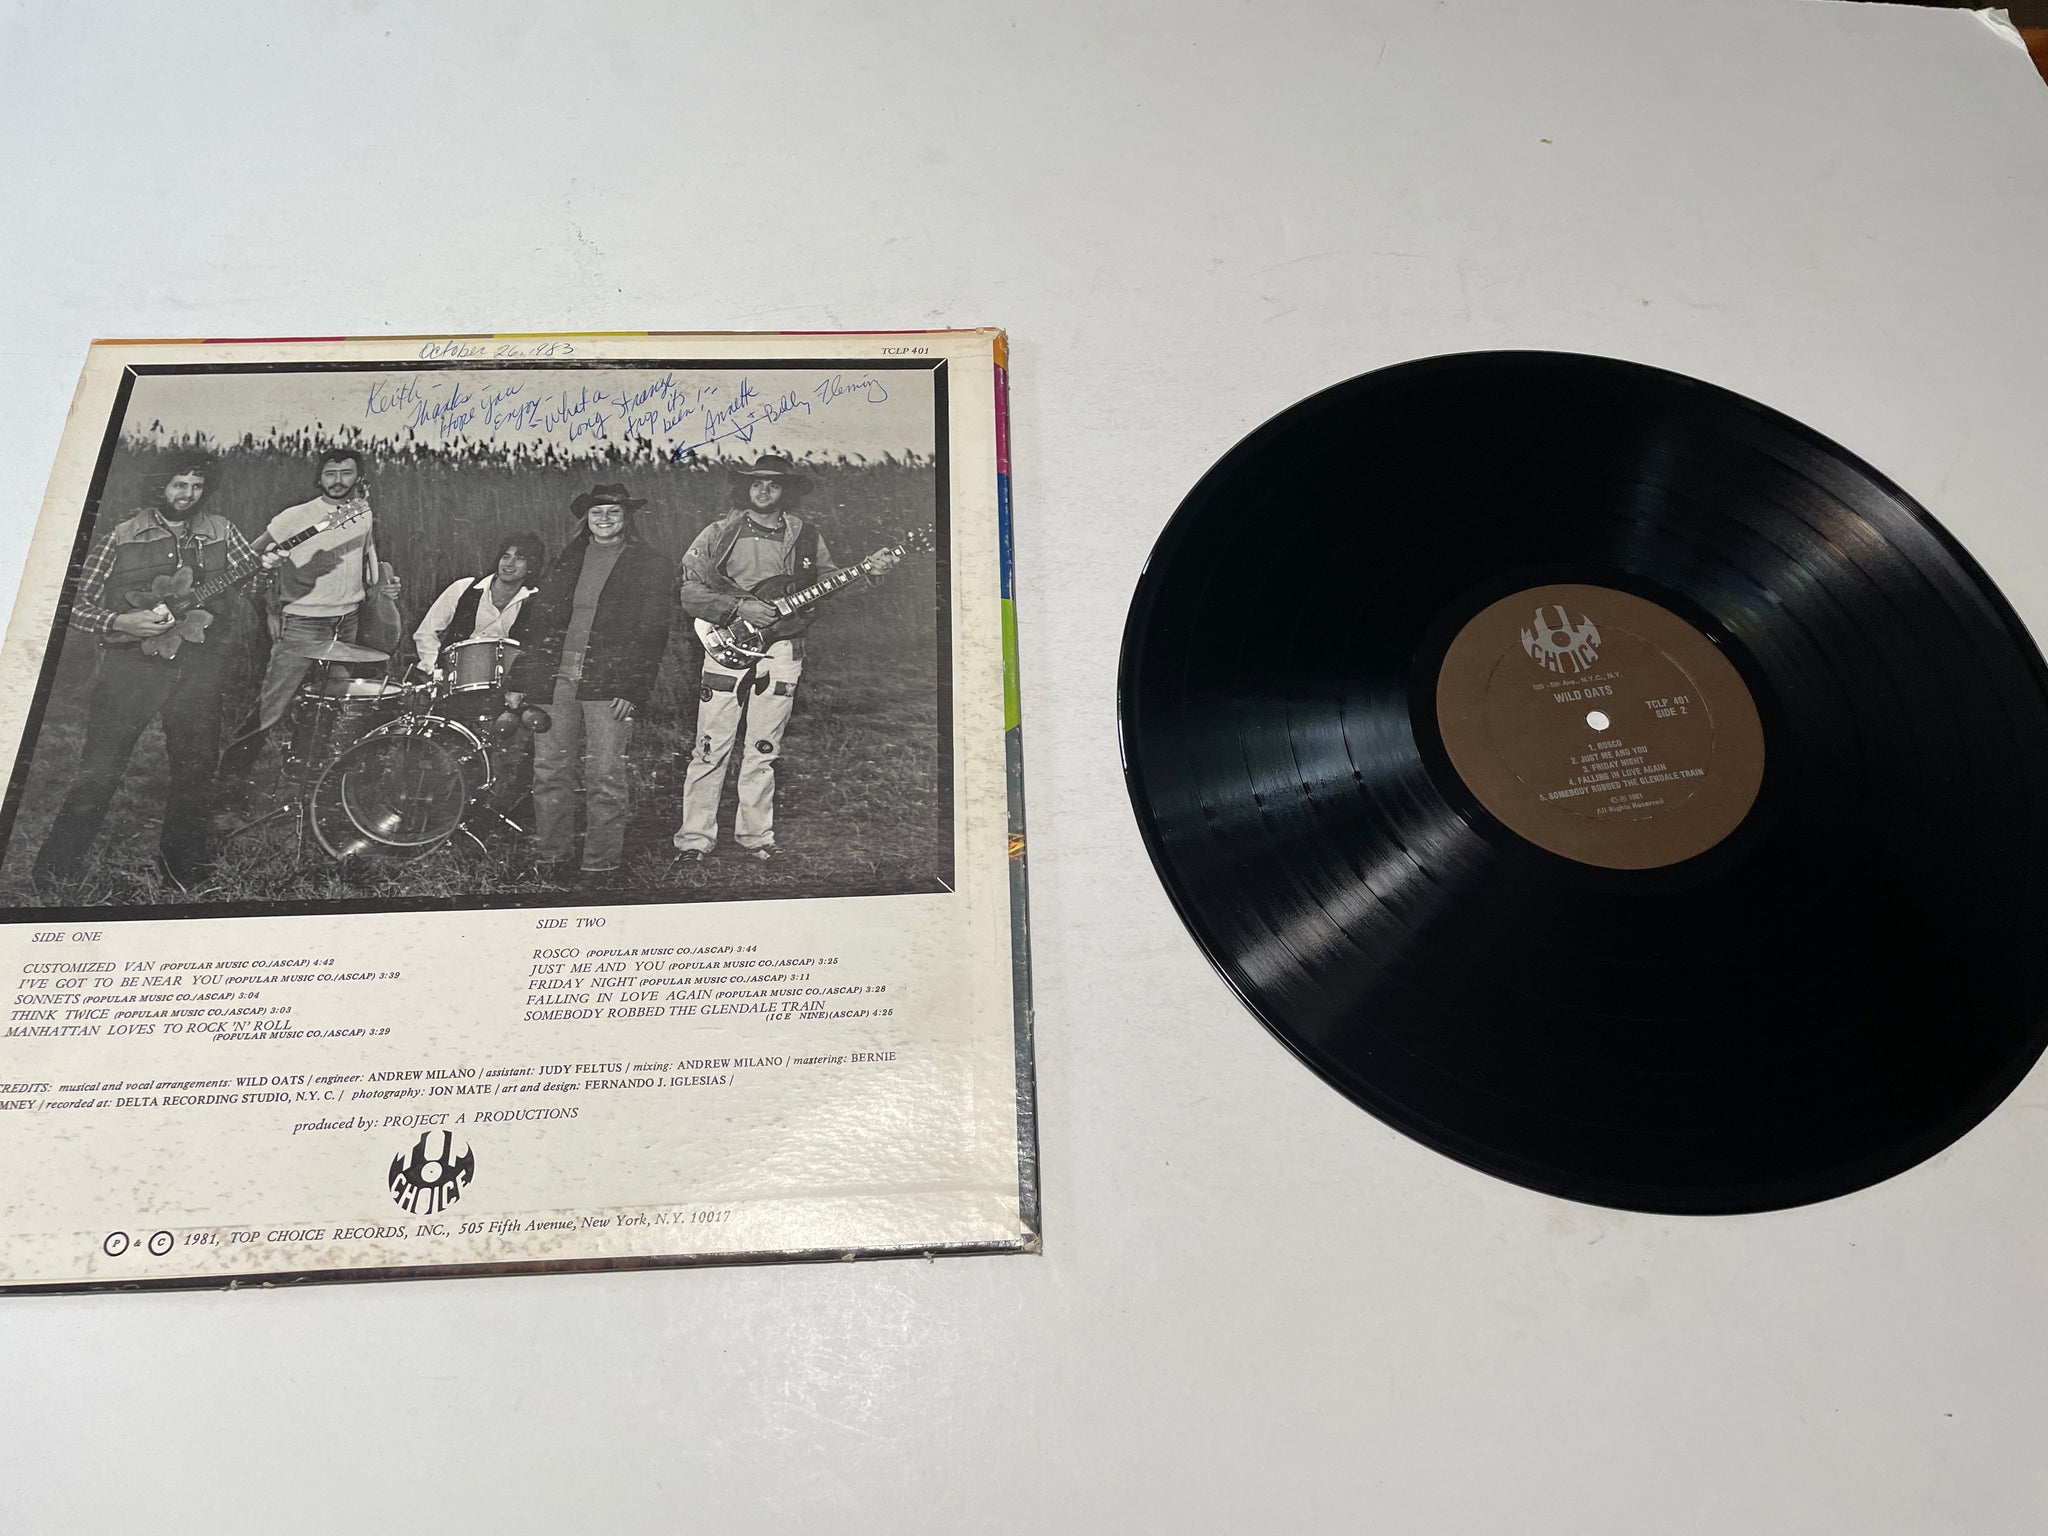 October 26, 1983
TCLP 401
Keith -
Thanks -
Hope you
Enjoy -
- What a
long strange
trip its
been! --
Annette
+ Billy Fleming
SIDE ONE
CUSTOMIZED VAN (POPULAR MUSIC CO./ASCAP) 4:42
I'VE GOT TO BE NEAR YOU (POPULAR MUSIC CO./ASCAP) 3:39
SONNETS (POPULAR MUSIC CO./ASCAP) 3:04
THINK TWICE (POPULAR MUSIC CO./ASCAP) 3:03
MANHATTAN LOVES TO ROCK 'N' ROLL
(POPULAR MUSIC CO./ASCAP) 3:29
SIDE TWO
ROSCO (POPULAR MUSIC CO./ASCAP) 3:44
JUST ME AND YOU (POPULAR MUSIC CO./ASCAP) 3:25
FRIDAY NIGHT (POPULAR MUSIC CO./ASCAP) 3:11
FALLING IN LOVE AGAIN (POPULAR MUSIC CO./ASCAP) 3:28
SOMEBODY ROBBED THE GLENDALE TRAIN
(ICE NINE)(ASCAP) 4:25
CREDITS: musical and vocal arrangements: WILD OATS / engineer: ANDREW MILANO / assistant: JUDY FELTUS / mixing: ANDREW MILANO / mastering: BERNIE
MNEY / recorded at: DELTA RECORDING STUDIO, N.Y.C. / photography: JON MATE / art and design: FERNANDO J. IGLESIAS /
produced by: PROJECT A PRODUCTIONS
TOP
CHOICE
P & C 1981, TOP CHOICE RECORDS, INC., 505 Fifth Avenue, New York, N.Y. 10017
TOP
CHOICE
505 - 5th Ave., N.Y.C., N.Y.
WILD OATS
TCLP 401
SIDE 2
1. ROSCO
2. JUST ME AND YOU
3. FRIDAY NIGHT
4. FALLING IN LOVE AGAIN
5. SOMEBODY ROBBED THE GLENDALE TRAIN
© ℗ 1981
All Rights Reserved